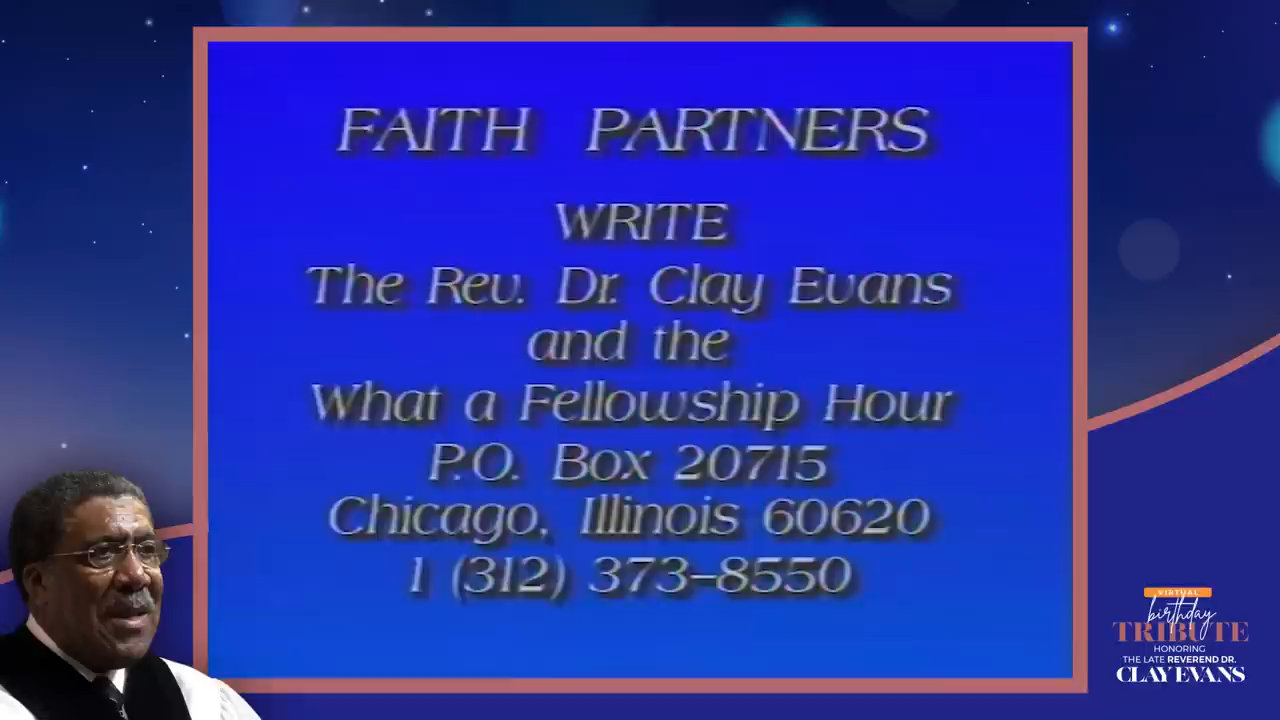 FAITH PARTNERS
WRITE
The Rev. Dr. Clay Evans
and the
What a Fellowship Hour
P.O. Box 20715
Chicago, Illinois 60620
1 (312) 373-8550
VIRTUAL
birthday
TRIBUTE
HONORING
THE LATE REVEREND DR.
CLAY EVANS